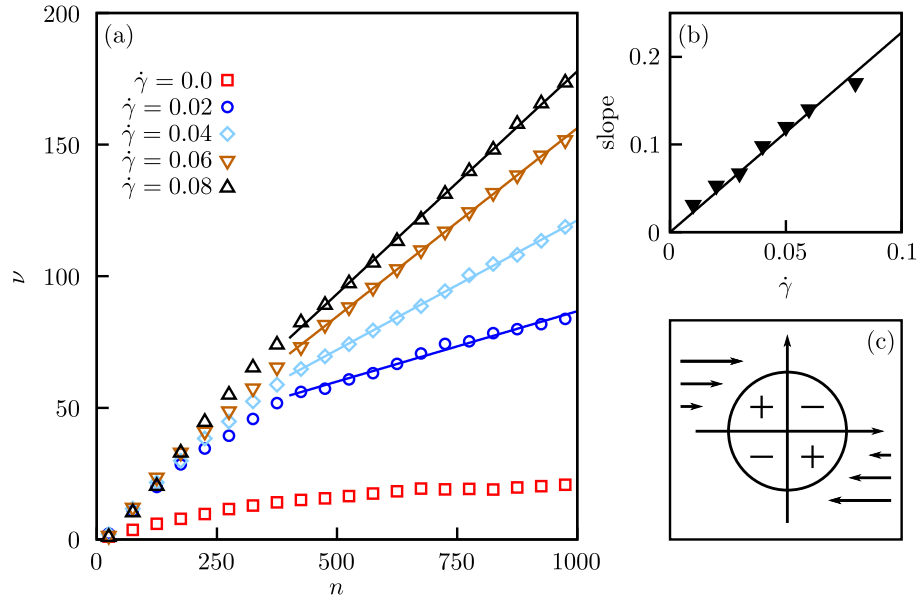 (a)
200
150
100
50
0
ν
γ̇ = 0.0
γ̇ = 0.02
γ̇ = 0.04
γ̇ = 0.06
γ̇ = 0.08
0 250 500 750 1000
n
(b)
0.2
0.1
0
slope
0 0.05 0.1
γ̇
(c)
+ −
− +